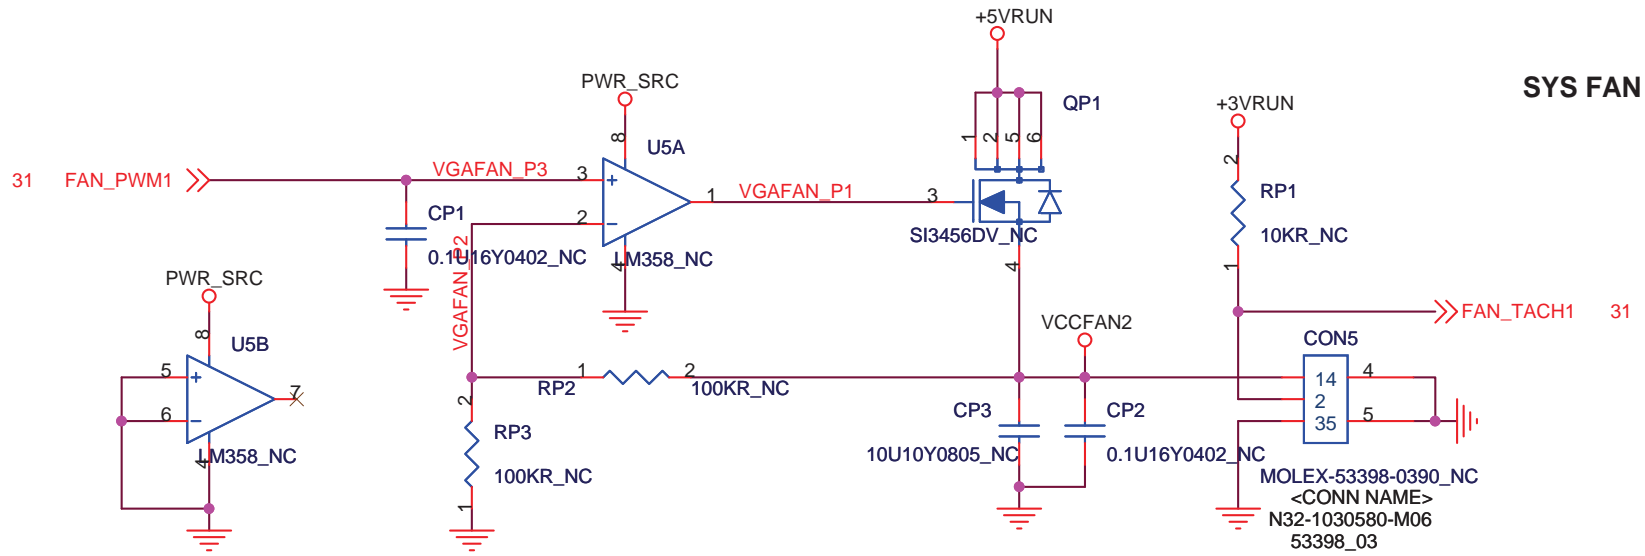 +5VRUN
SYS FAN
PWR_SRC
QP1
+3VRUN
8
1
2
5
6
U5A
2
31 FAN_PWM1
VGAFAN_P3
3
+
1
VGAFAN_P1
3
RP1
CP1
2
-
SI3456DV_NC
10KR_NC
0.1U16Y0402_NC
LM358_NC
4
4
1
PWR_SRC
VGAFAN_P2
VCCFAN2
FAN_TACH1 31
8
U5B
CON5
5
+
7
RP2
1
2
100KR_NC
14
4
6
-
2
2
35
5
RP3
CP3
CP2
LM358_NC
4
100KR_NC
10U10Y0805_NC
0.1U16Y0402_NC
1
MOLEX-53398-0390_NC
<CONN NAME>
N32-1030580-M06
53398_03